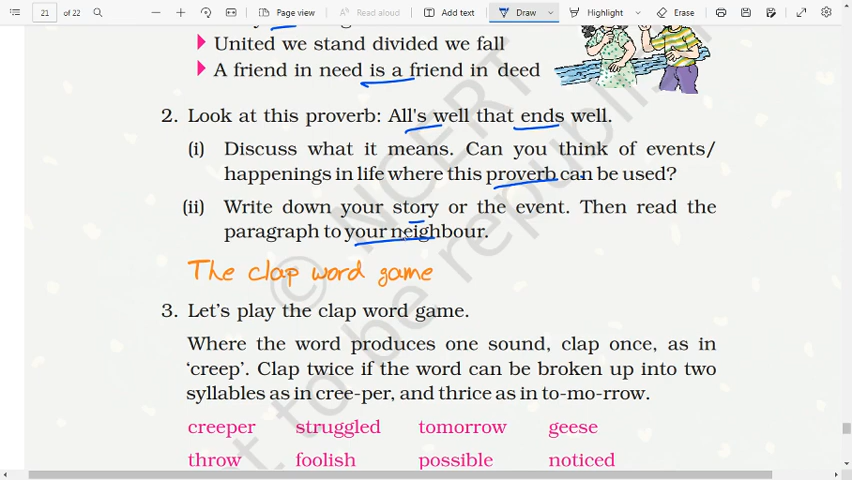 21 of 22
Page view
Read aloud
Add text
Draw
Highlight
Erase
United we stand divided we fall
A friend in need is a friend in deed
2. Look at this proverb: All's well that ends well.
(i) Discuss what it means. Can you think of events/
happenings in life where this proverb can be used?
(ii) Write down your story or the event. Then read the
paragraph to your neighbour.
The clap word game
3. Let's play the clap word game.
Where the word produces one sound, clap once, as in
'creep'. Clap twice if the word can be broken up into two
syllables as in cree-per, and thrice as in to-mo-rrow.
creeper struggled tomorrow geese
throw foolish possible noticed
© NCERT
not to be republish